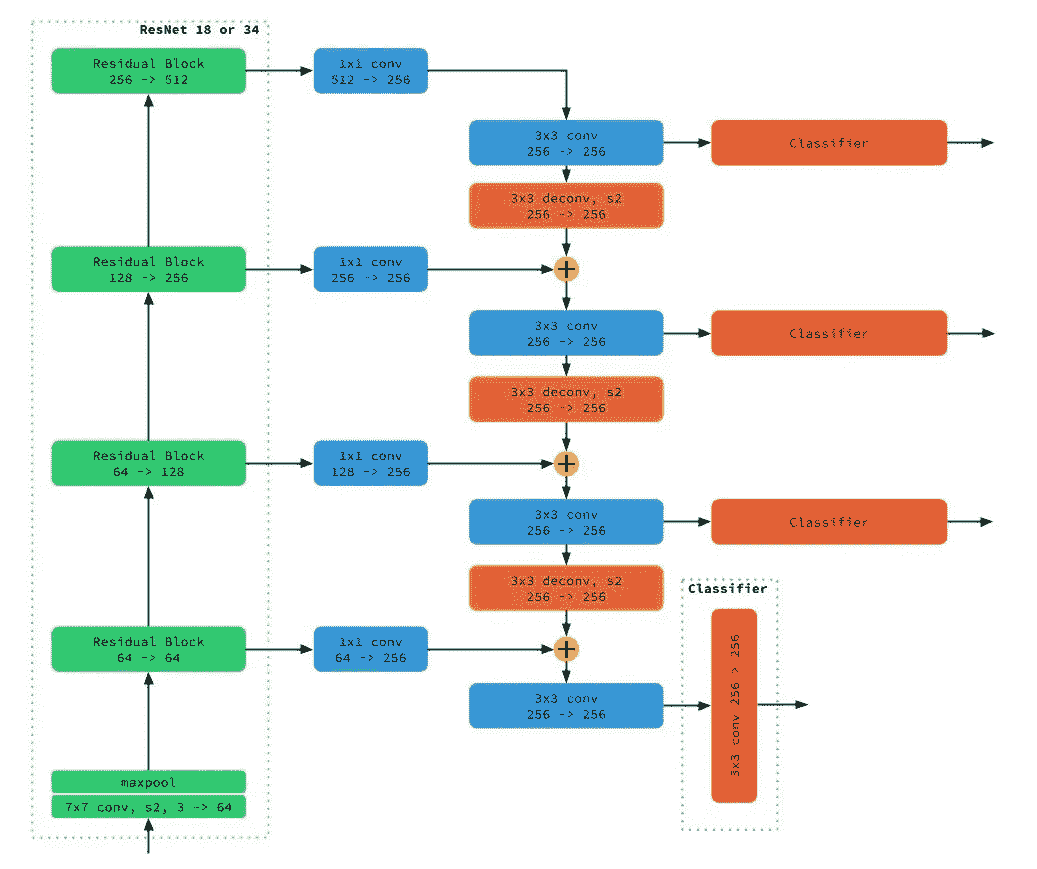 ResNet 18 or 34
Residual Block
256 -> 512
1x1 conv
512 -> 256
3x3 conv
256 -> 256
Classifier
3x3 deconv, s2
256 -> 256
Residual Block
128 -> 256
1x1 conv
256 -> 256
3x3 conv
256 -> 256
Classifier
3x3 deconv, s2
256 -> 256
Residual Block
64 -> 128
1x1 conv
128 -> 256
3x3 conv
256 -> 256
Classifier
3x3 deconv, s2
256 -> 256
Classifier
Residual Block
64 -> 64
1x1 conv
64 -> 256
3x3 conv
256 -> 256
3x3 conv 256 > 256
maxpool
7x7 conv, s2, 3 -> 64